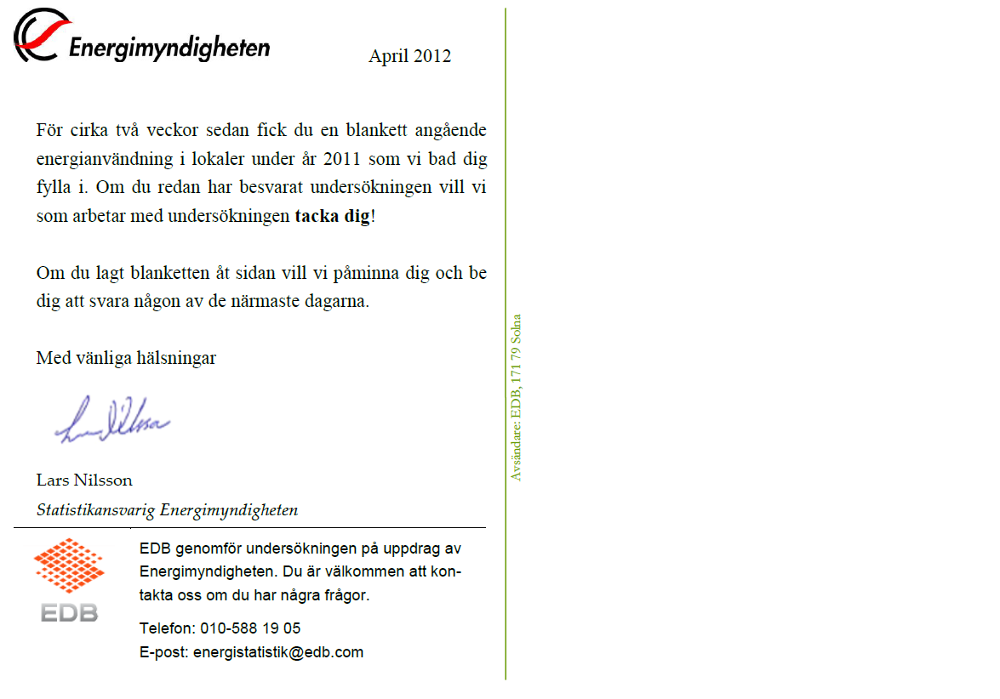 Energimyndigheten
April 2012
För cirka två veckor sedan fick du en blankett angående
energianvändning i lokaler under år 2011 som vi bad dig
fylla i. Om du redan har besvarat undersökningen vill vi
som arbetar med undersökningen tacka dig!
Om du lagt blanketten åt sidan vill vi påminna dig och be
dig att svara någon av de närmaste dagarna.
Med vänliga hälsningar
Lars Nilsson
Statistikansvarig Energimyndigheten
EDB
EDB genomför undersökningen på uppdrag av
Energimyndigheten. Du är välkommen att kon-
takta oss om du har några frågor.
Telefon: 010-588 19 05
E-post: energistatistik@edb.com
Avsändare: EDB, 171 79 Solna